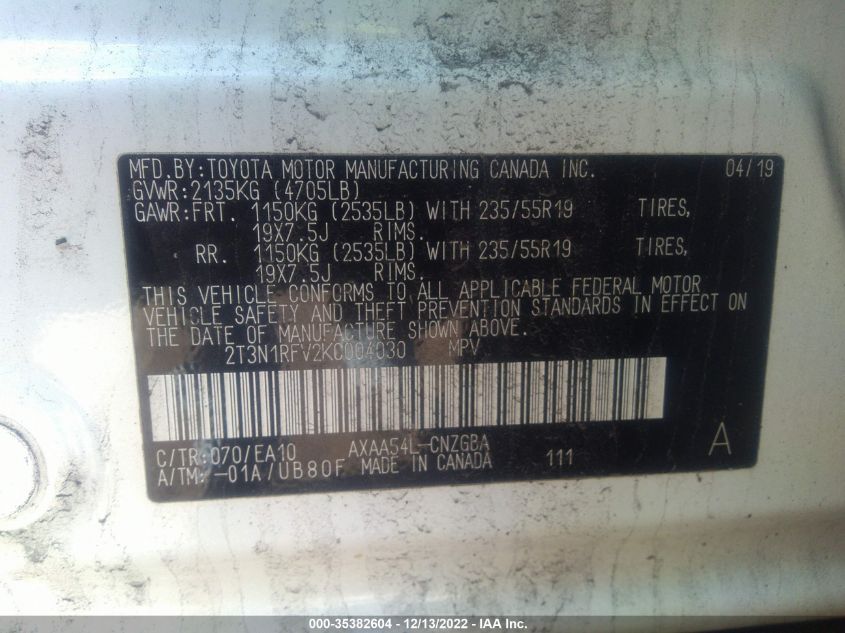 MFD.BY:TOYOTA MOTOR MANUFACTURING CANADA INC. 04/19
GVWR:2135KG (4705LB)
GAWR:FRT. 1150KG (2535LB) WITH 235/55R19 TIRES,
19X7.5J RIMS.
RR. 1150KG (2535LB) WITH 235/55R19 TIRES,
19X7.5J RIMS.
THIS VEHICLE CONFORMS TO ALL APPLICABLE FEDERAL MOTOR
VEHICLE SAFETY AND THEFT PREVENTION STANDARDS IN EFFECT ON
THE DATE OF MANUFACTURE SHOWN ABOVE.
2T3N1RFV2KC004030 MPV
C/TR:070/EA10 AXAA54L-CNZGBA 111 A
A/TM:-01A/UB80F MADE IN CANADA
000-35382604 - 12/13/2022 - IAA Inc.